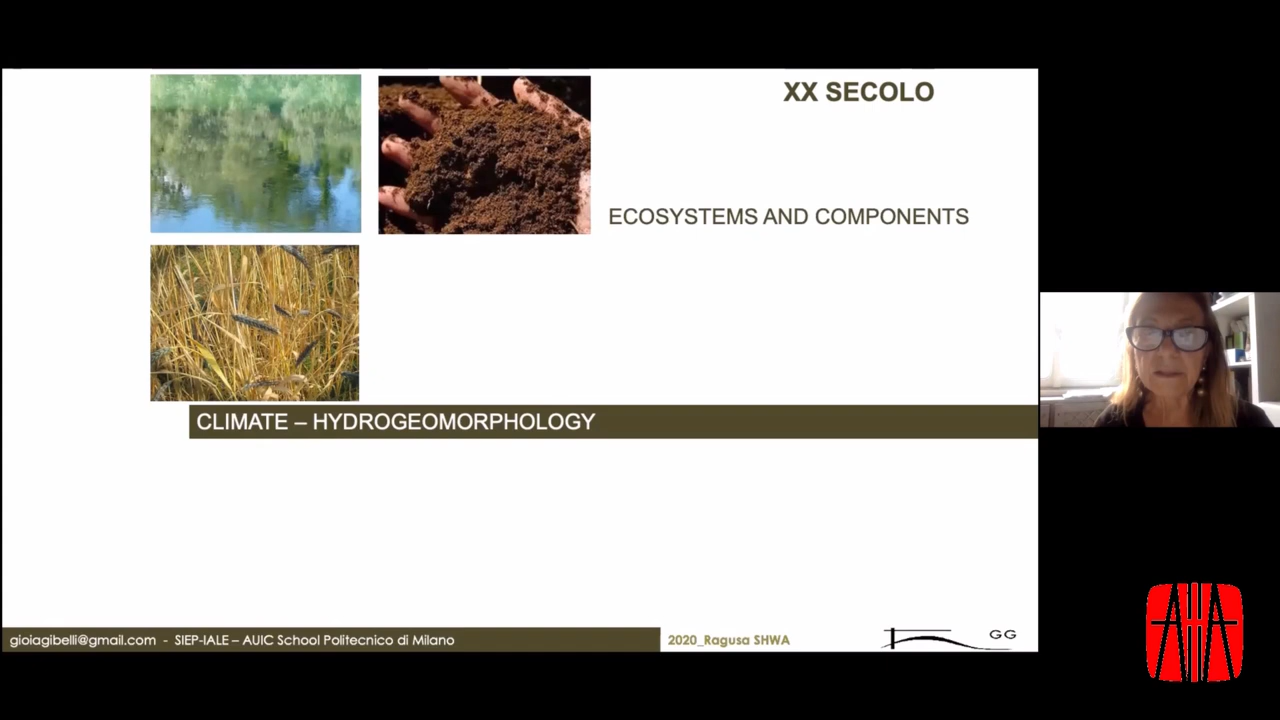 XX SECOLO
ECOSYSTEMS AND COMPONENTS
CLIMATE – HYDROGEOMORPHOLOGY
gioiagibelli@gmail.com - SIEP-IALE – AUIC School Politecnico di Milano
2020_Ragusa SHWA
GG
AHA